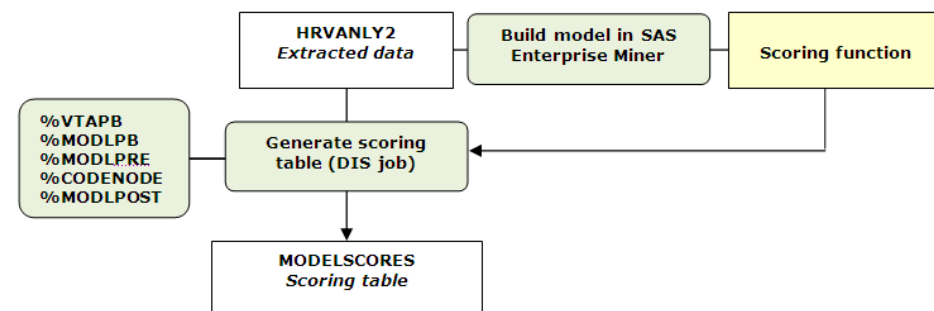 HRVANLY2
Extracted data
Build model in SAS
Enterprise Miner
Scoring function
%VTAPB
%MODLPB
%MODLPRE
%CODENODE
%MODLPOST
Generate scoring
table (DIS job)
MODELSCORES
Scoring table